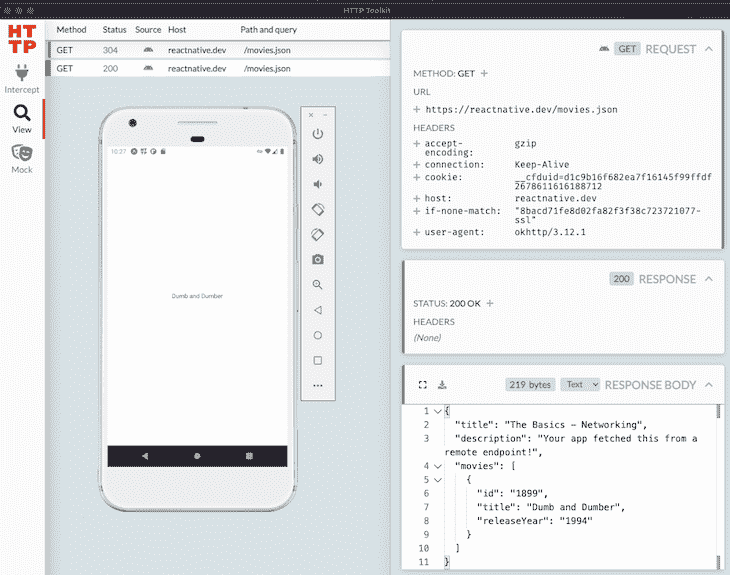 HTTP Toolkit
HT
TP
Intercept
View
Mock
Method Status Source Host Path and query
GET 304 reactnative.dev /movies.json
GET 200 reactnative.dev /movies.json
10:27
Dumb and Dumber
GET REQUEST
METHOD: GET
URL
https://reactnative.dev/movies.json
HEADERS
accept-encoding: gzip
connection: Keep-Alive
cookie: __cfduid=d1c9b16f682ea7f16145f99ffdf
2678611616188712
host: reactnative.dev
if-none-match: "8bacd71fe8d02fa82f3f38c723721077-
ssl"
user-agent: okhttp/3.12.1
200 RESPONSE
STATUS: 200 OK
HEADERS
(None)
219 bytes Text RESPONSE BODY
1 {
2 "title": "The Basics - Networking",
3 "description": "Your app fetched this from a
remote endpoint!",
4 "movies": [
5 {
6 "id": "1899",
7 "title": "Dumb and Dumber",
8 "releaseYear": "1994"
9 }
10 ]
11 }